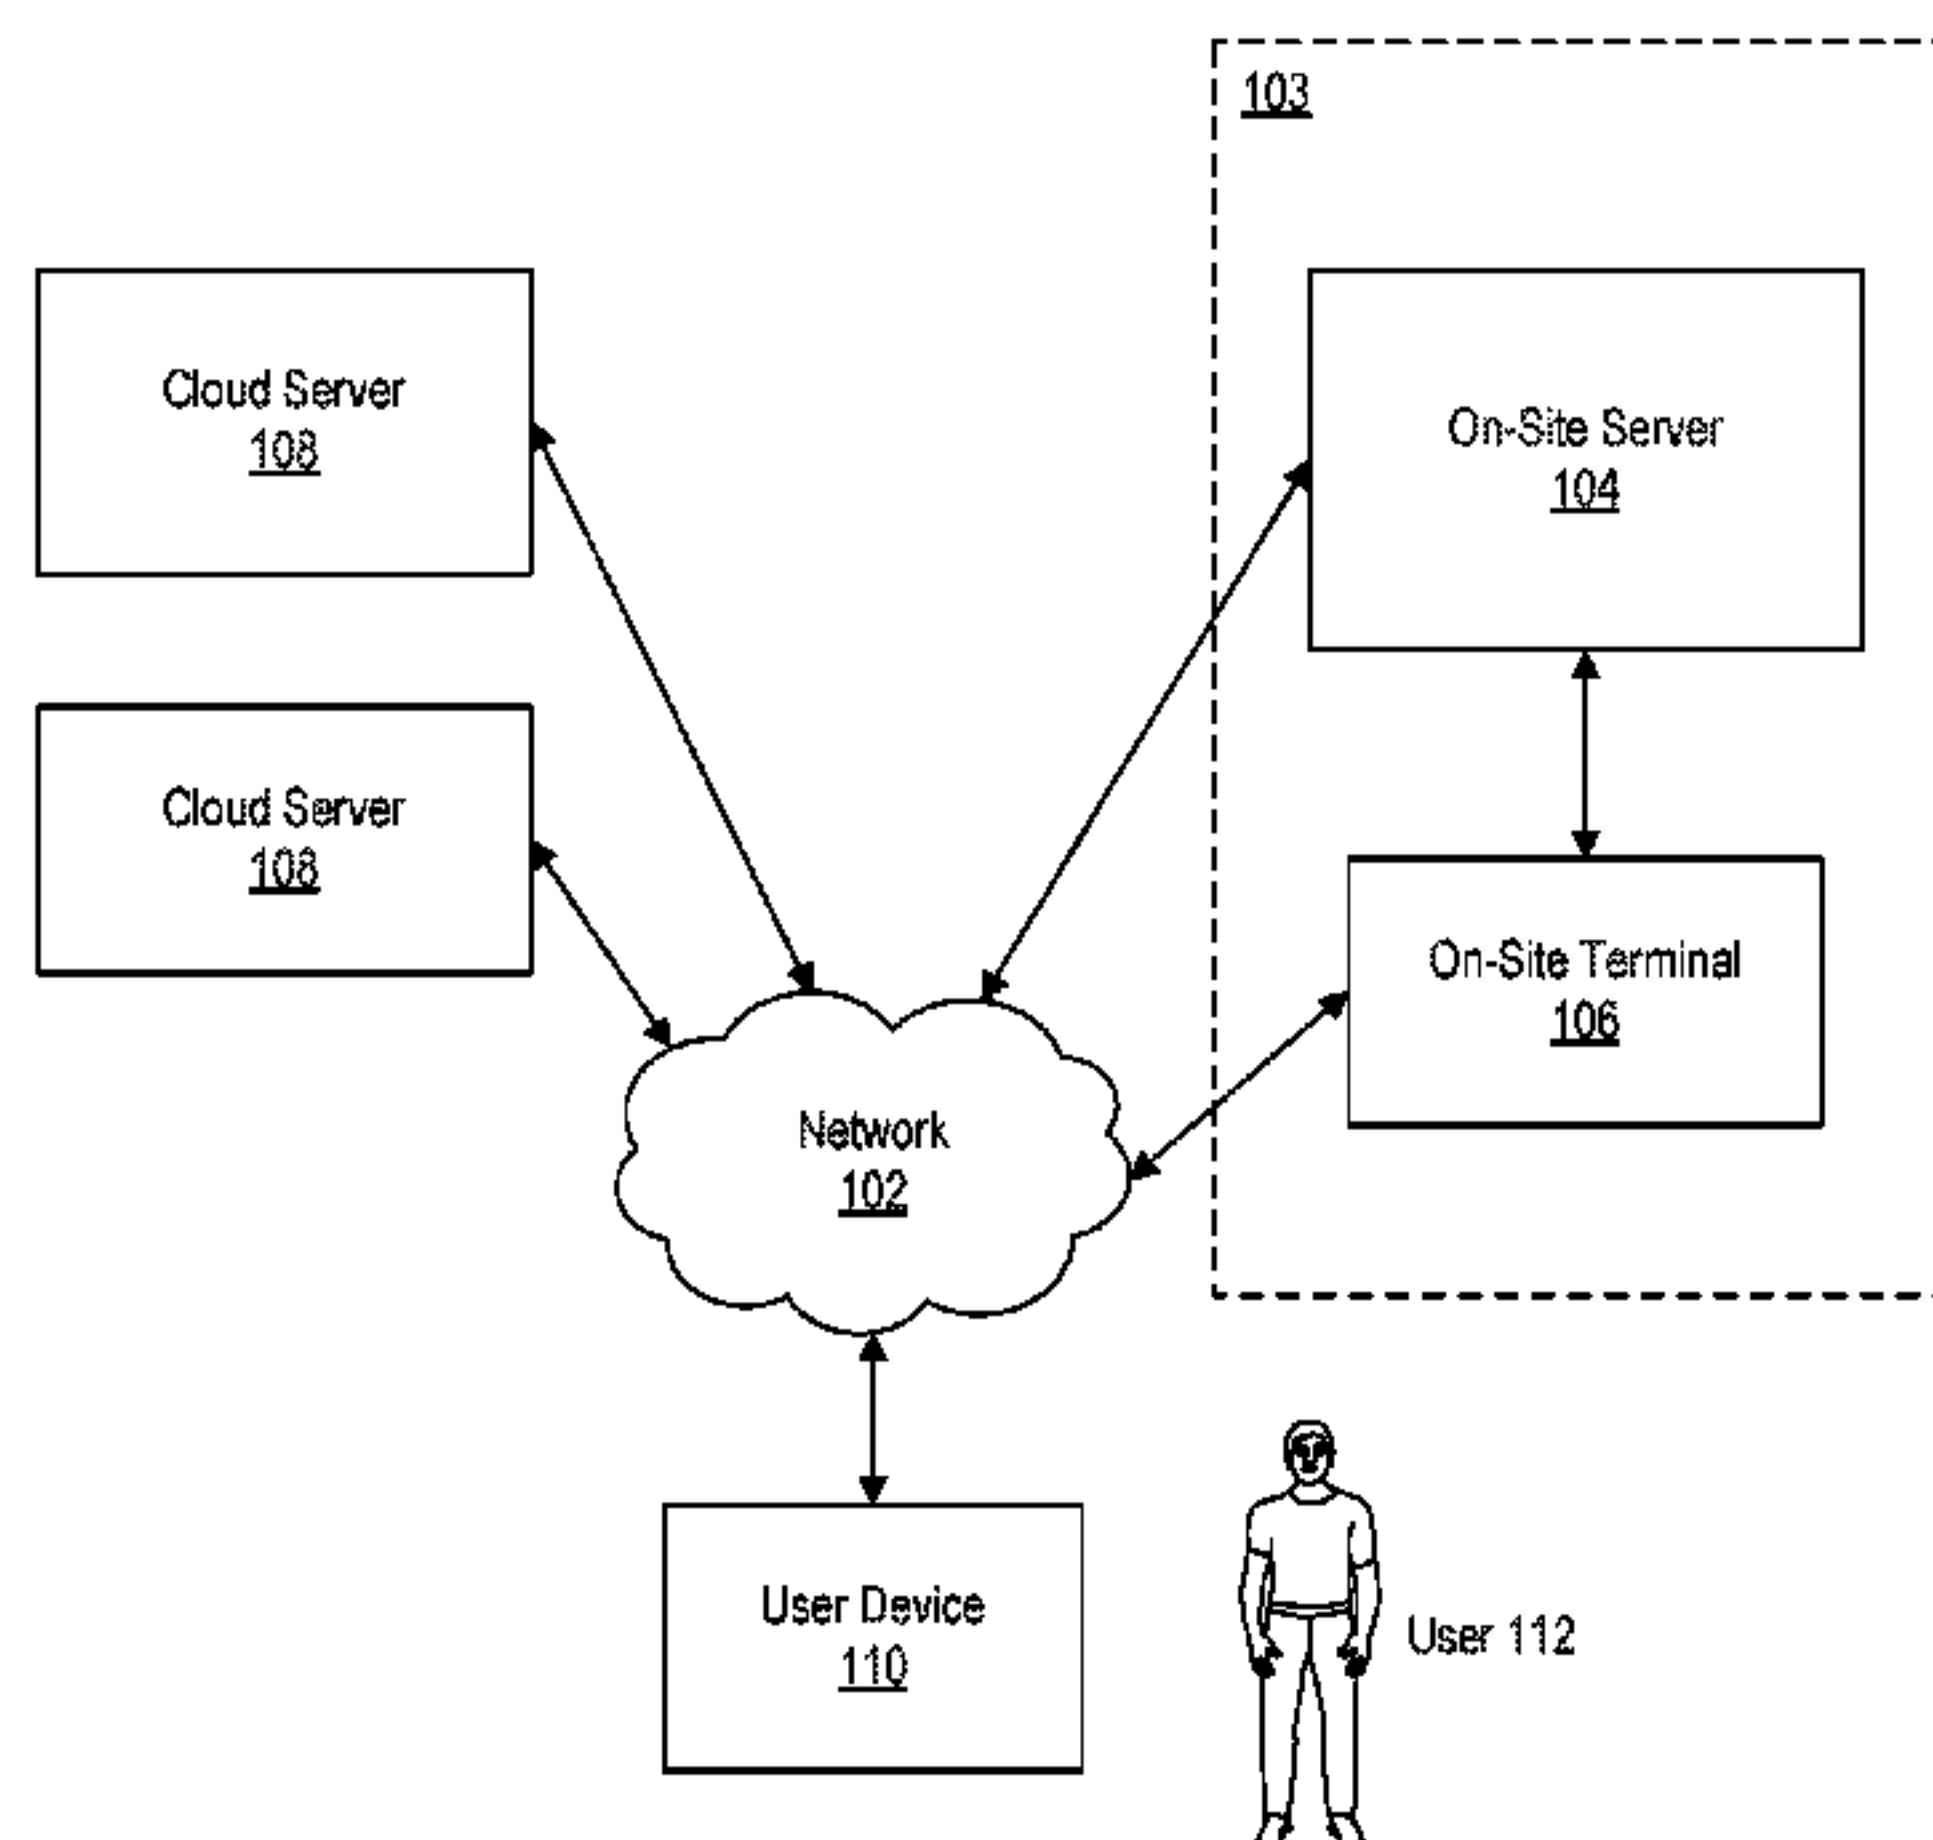 103
Cloud Server
108
On-Site Server
104
Cloud Server
108
On-Site Terminal
106
Network
102
User Device
110
User 112